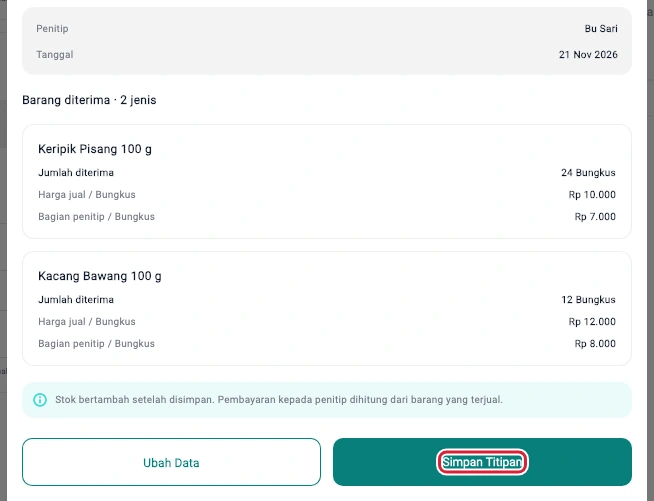 Penitip Bu Sari
Tanggal 21 Nov 2026
Barang diterima · 2 jenis
Keripik Pisang 100 g
Jumlah diterima 24 Bungkus
Harga jual / Bungkus Rp 10.000
Bagian penitip / Bungkus Rp 7.000
Kacang Bawang 100 g
Jumlah diterima 12 Bungkus
Harga jual / Bungkus Rp 12.000
Bagian penitip / Bungkus Rp 8.000
Stok bertambah setelah disimpan. Pembayaran kepada penitip dihitung dari barang yang terjual.
Ubah Data Simpan Titipan